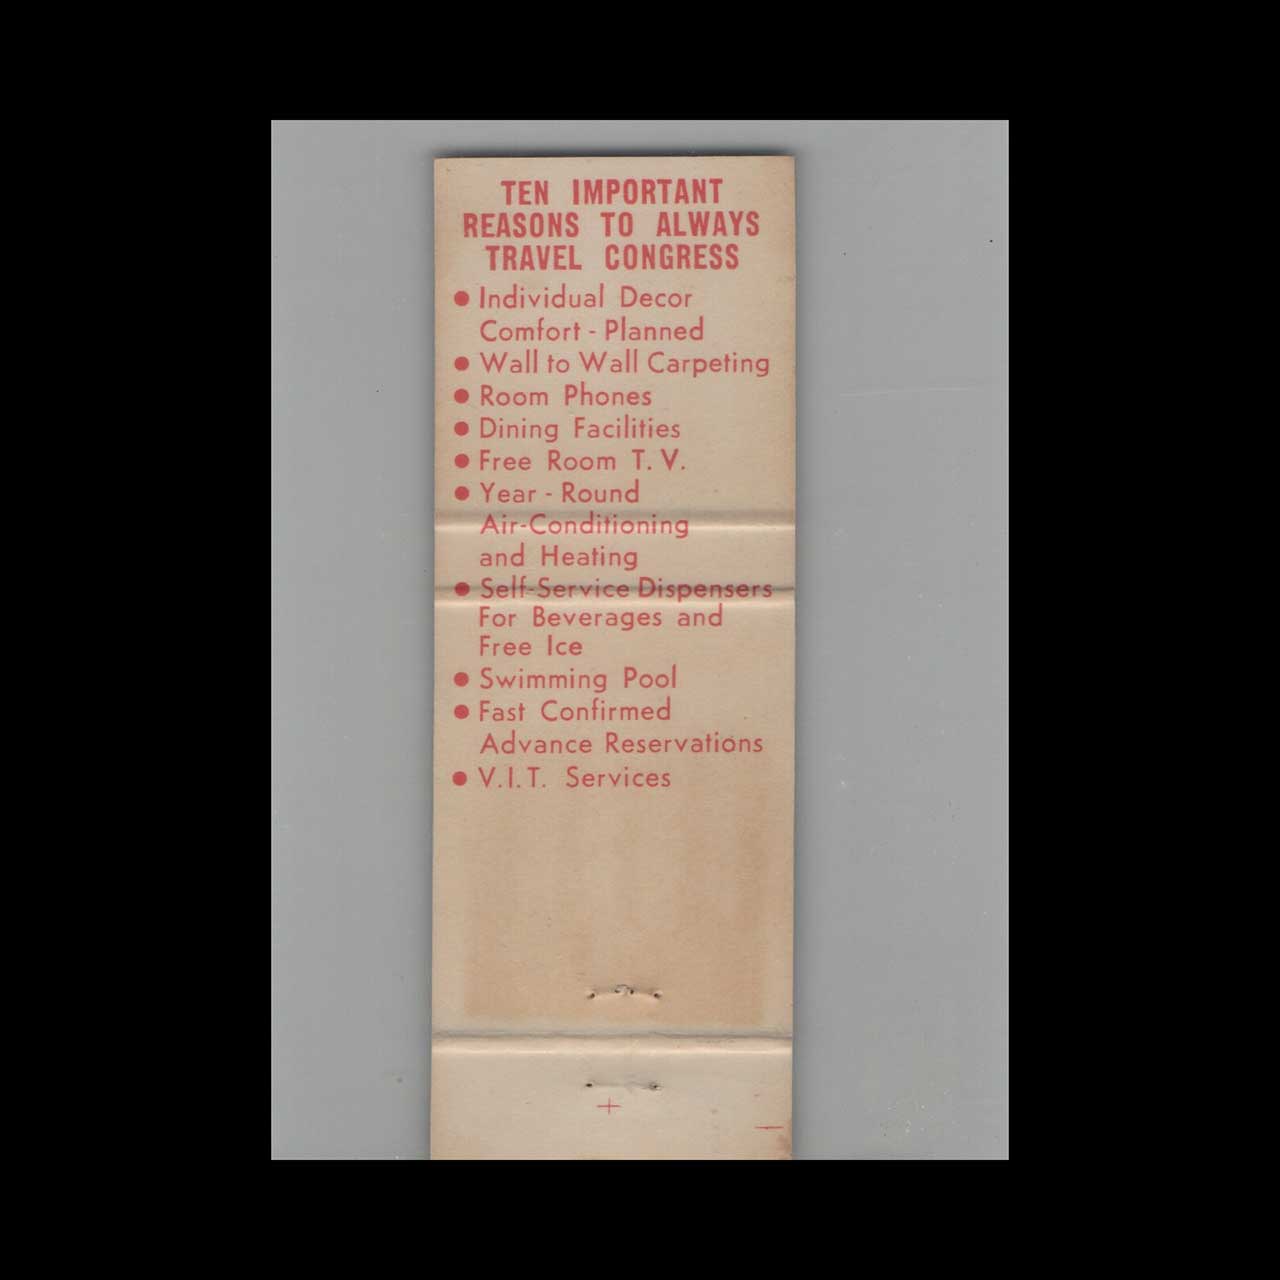 TEN IMPORTANT
REASONS TO ALWAYS
TRAVEL CONGRESS
● Individual Decor
Comfort - Planned
● Wall to Wall Carpeting
● Room Phones
● Dining Facilities
● Free Room T. V.
● Year - Round
Air-Conditioning
and Heating
● Self-Service Dispensers
For Beverages and
Free Ice
● Swimming Pool
● Fast Confirmed
Advance Reservations
● V.I.T. Services